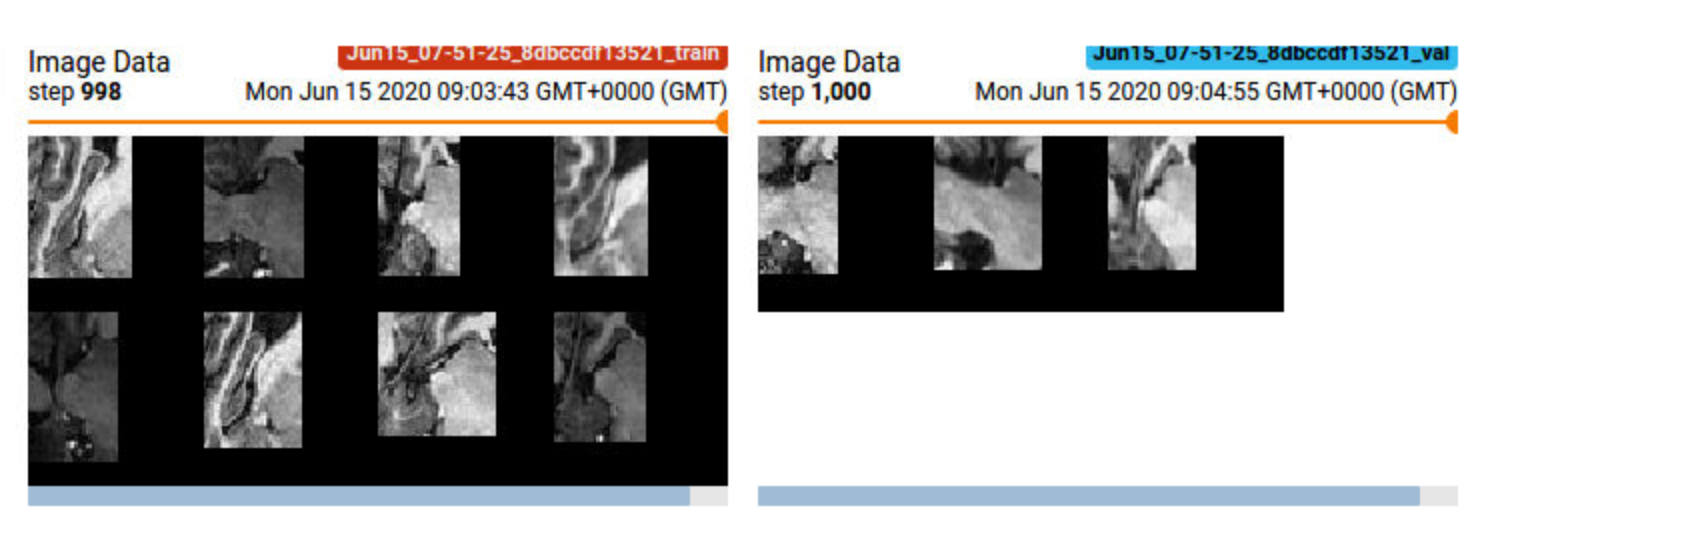 Image Data
Jun15_07-51-25_8dbccdf13521_train
step 998
Mon Jun 15 2020 09:03:43 GMT+0000 (GMT)
Image Data
Jun15_07-51-25_8dbccdf13521_val
step 1,000
Mon Jun 15 2020 09:04:55 GMT+0000 (GMT)